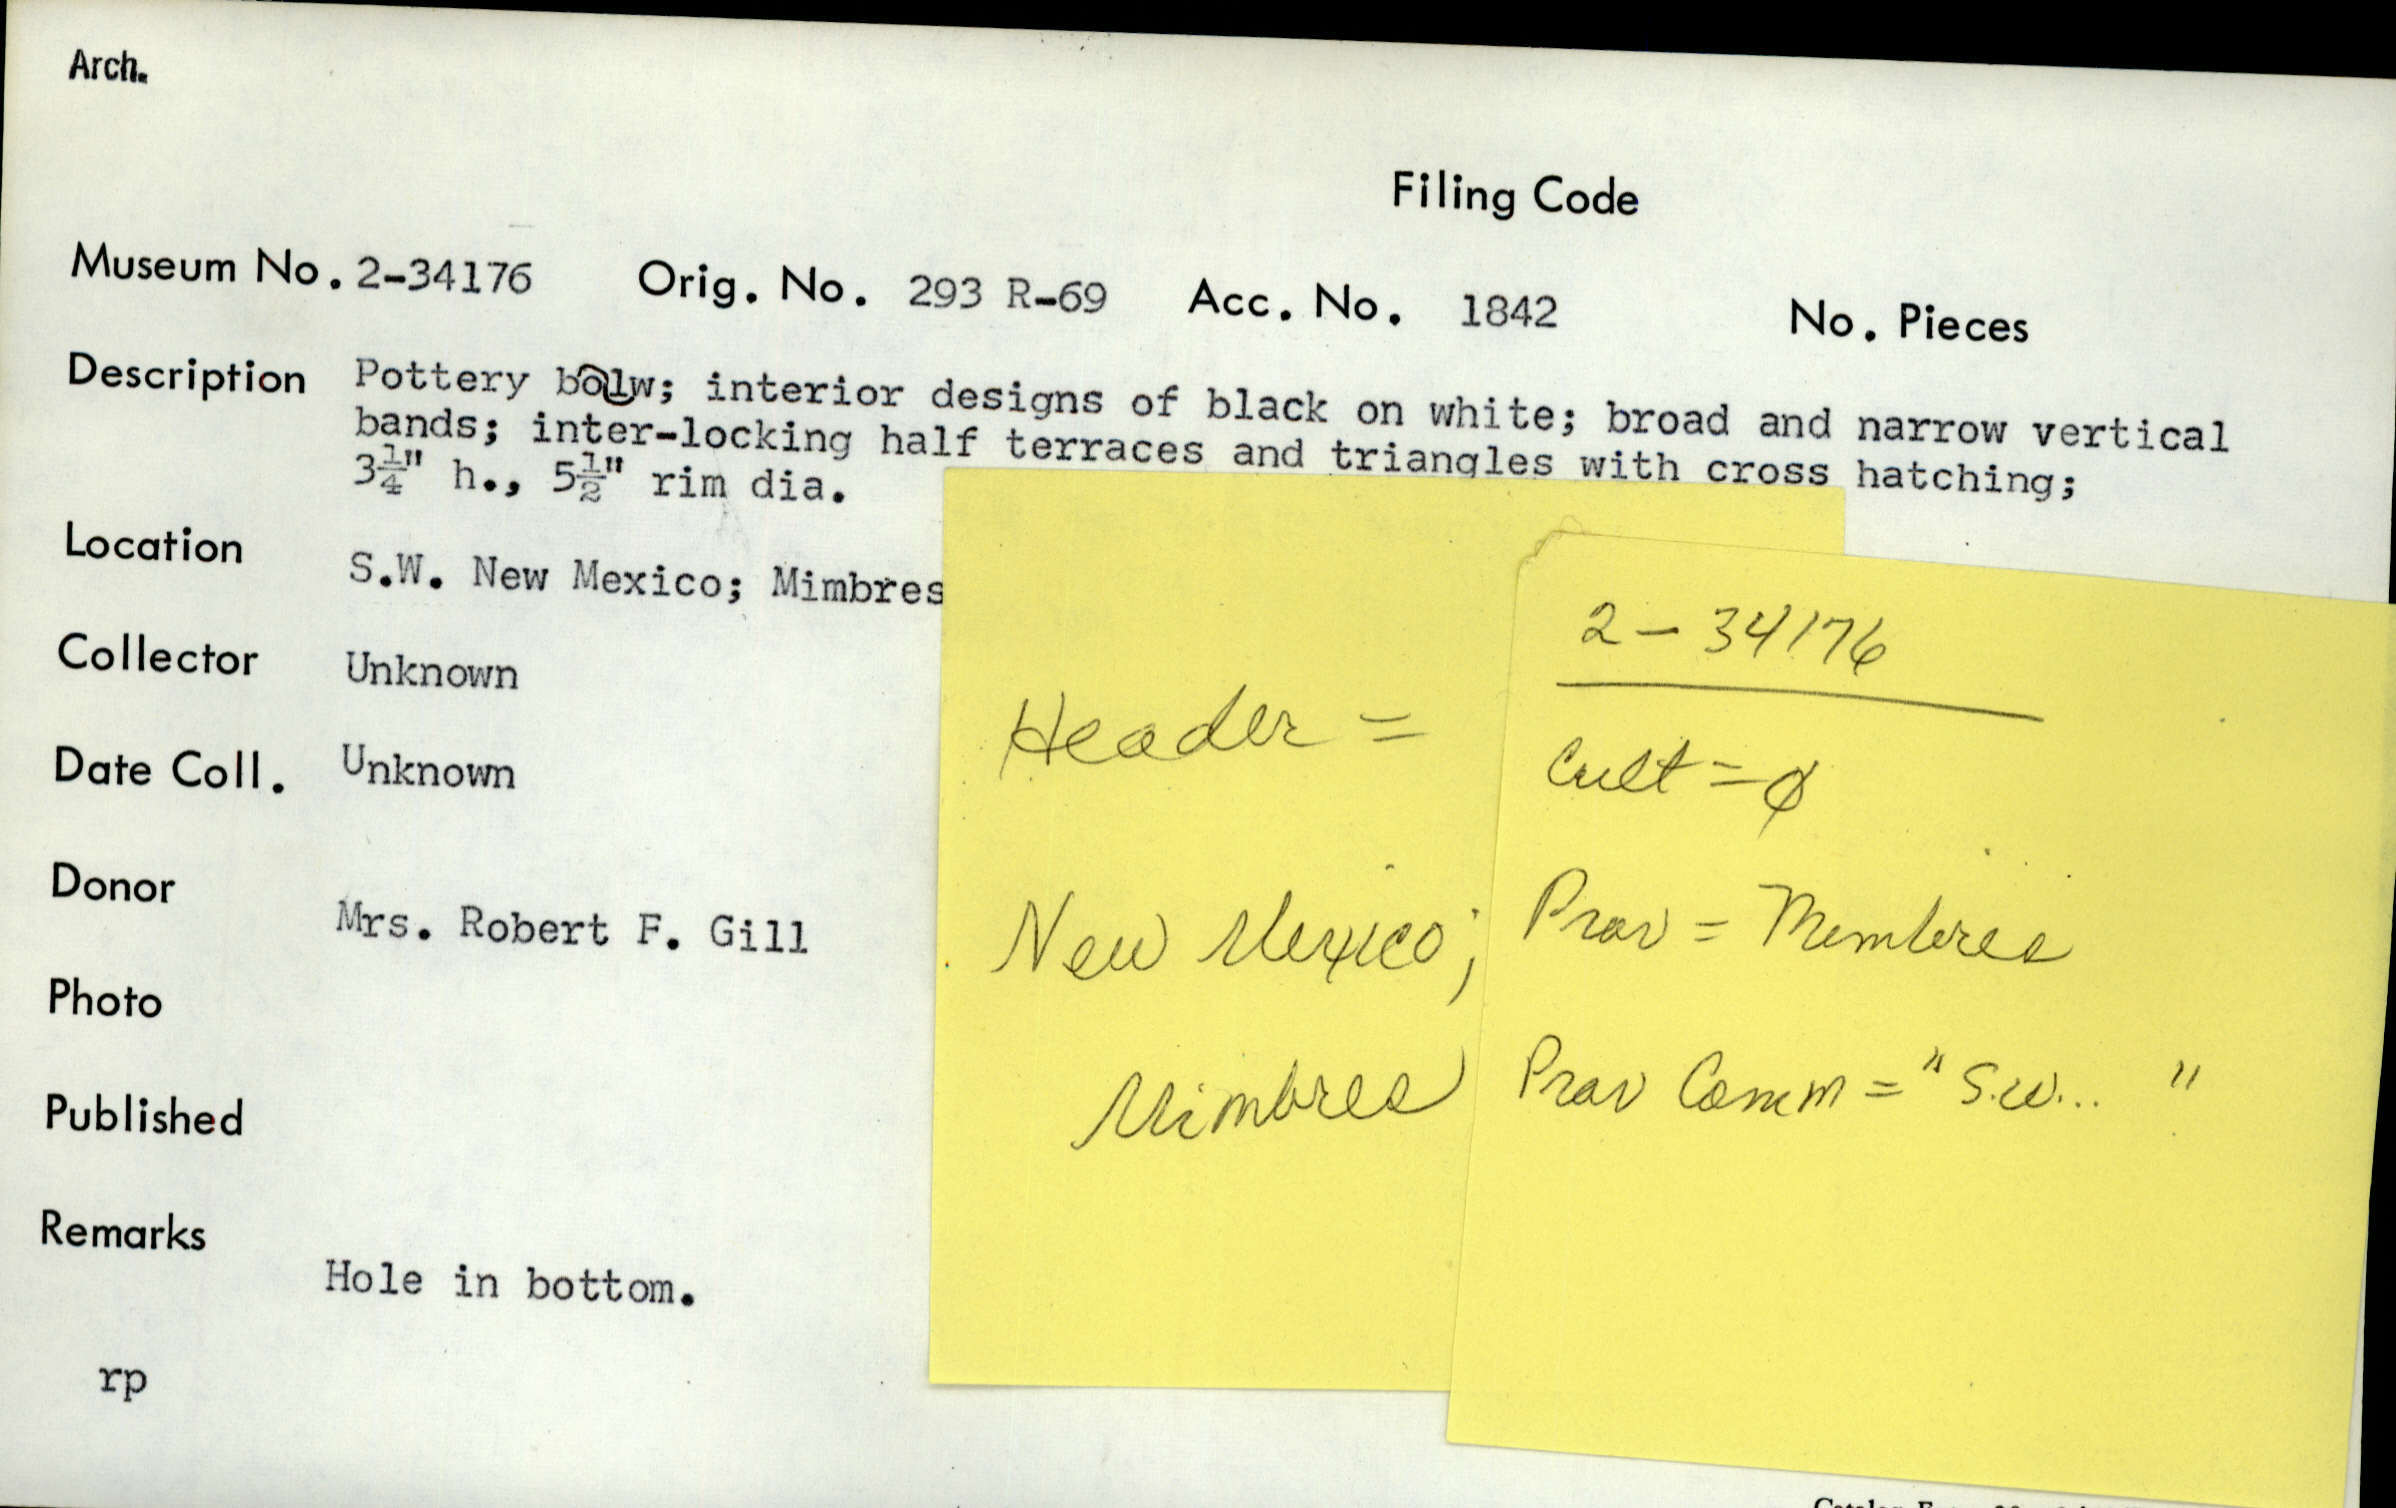 Arch.
Filing Code
Museum No. 2-34176 Orig. No. 293 R-69 Acc. No. 1842 No. Pieces
Description Pottery bolw; interior designs of black on white; broad and narrow vertical
bands; inter-locking half terraces and triangles with cross hatching;
3¼" h., 5½" rim dia.
Location S.W. New Mexico; Mimbres
Collector Unknown
Date Coll. Unknown
Donor Mrs. Robert F. Gill
Photo
Published
Remarks
Hole in bottom.
rp
Header =
New Mexico;
Mimbres
2-34176
Cult = ∅
Prov = Mimbres
Prov Comm = "S.W... "